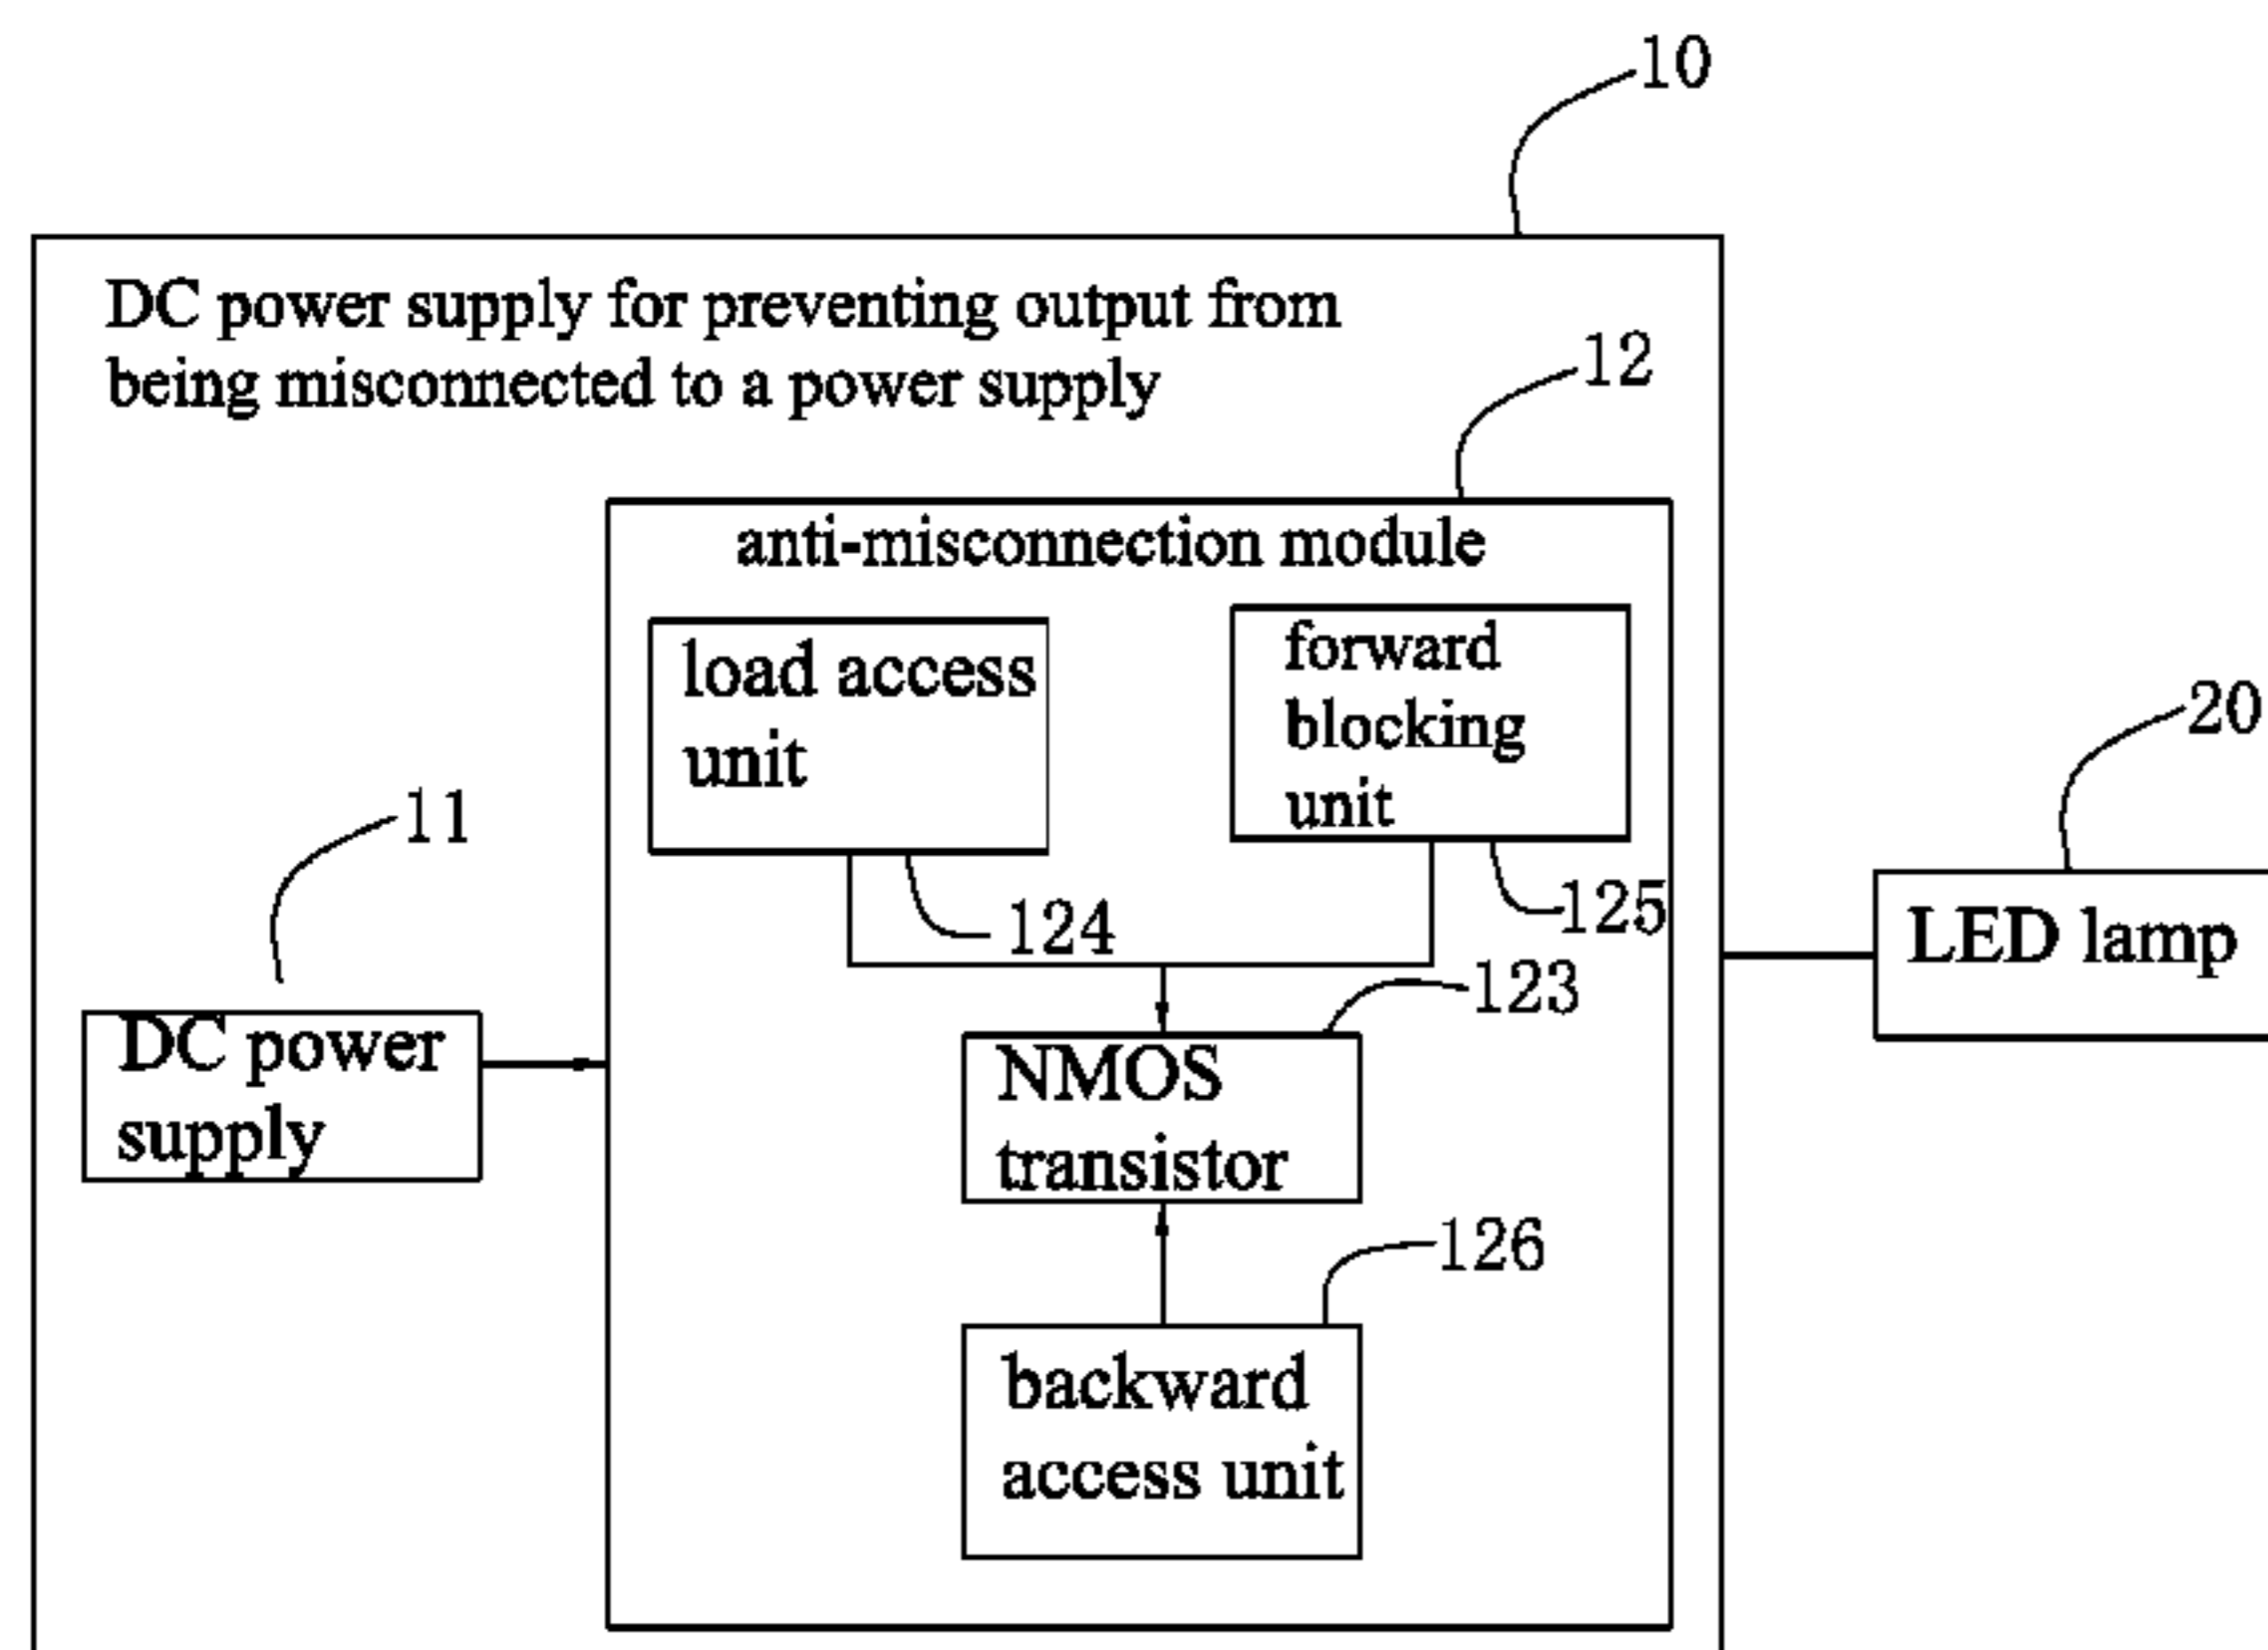 10
DC power supply for preventing output from
being misconnected to a power supply
12
anti-misconnection module
load access
unit
forward
blocking
unit
20
11
124
125
LED lamp
123
DC power
supply
NMOS
transistor
126
backward
access unit